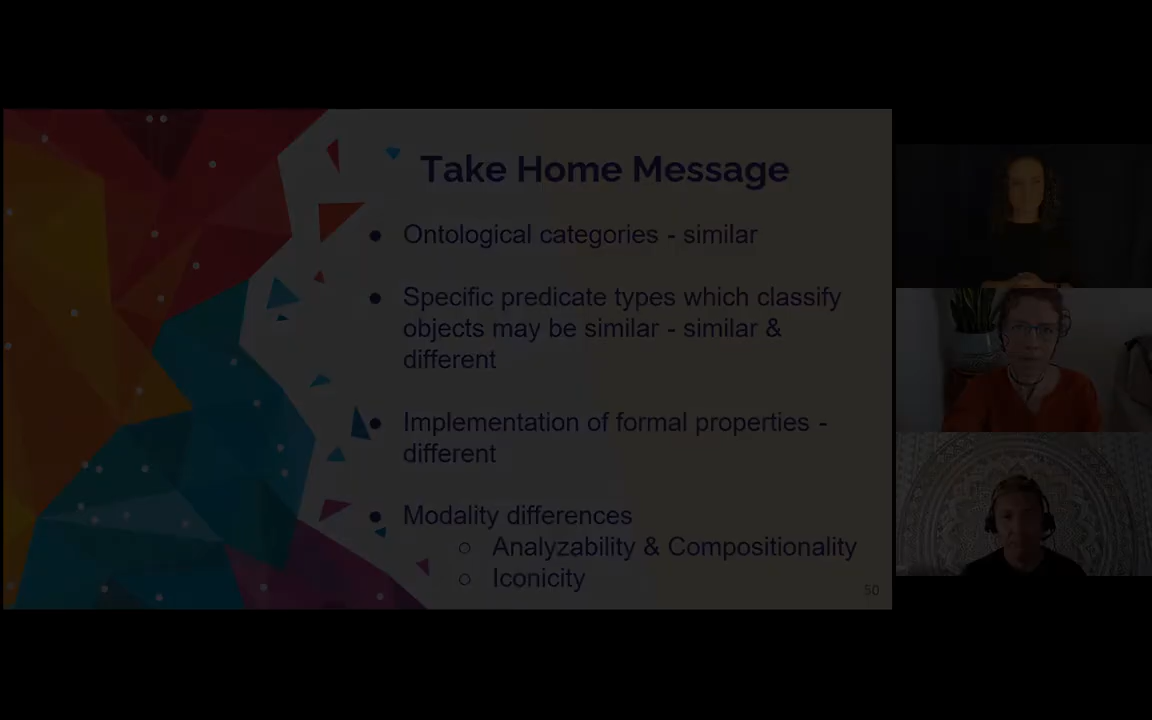 Take Home Message
● Ontological categories - similar
● Specific predicate types which classify
objects may be similar - similar &
different
● Implementation of formal properties -
different
● Modality differences
○ Analyzability & Compositionality
○ Iconicity
50